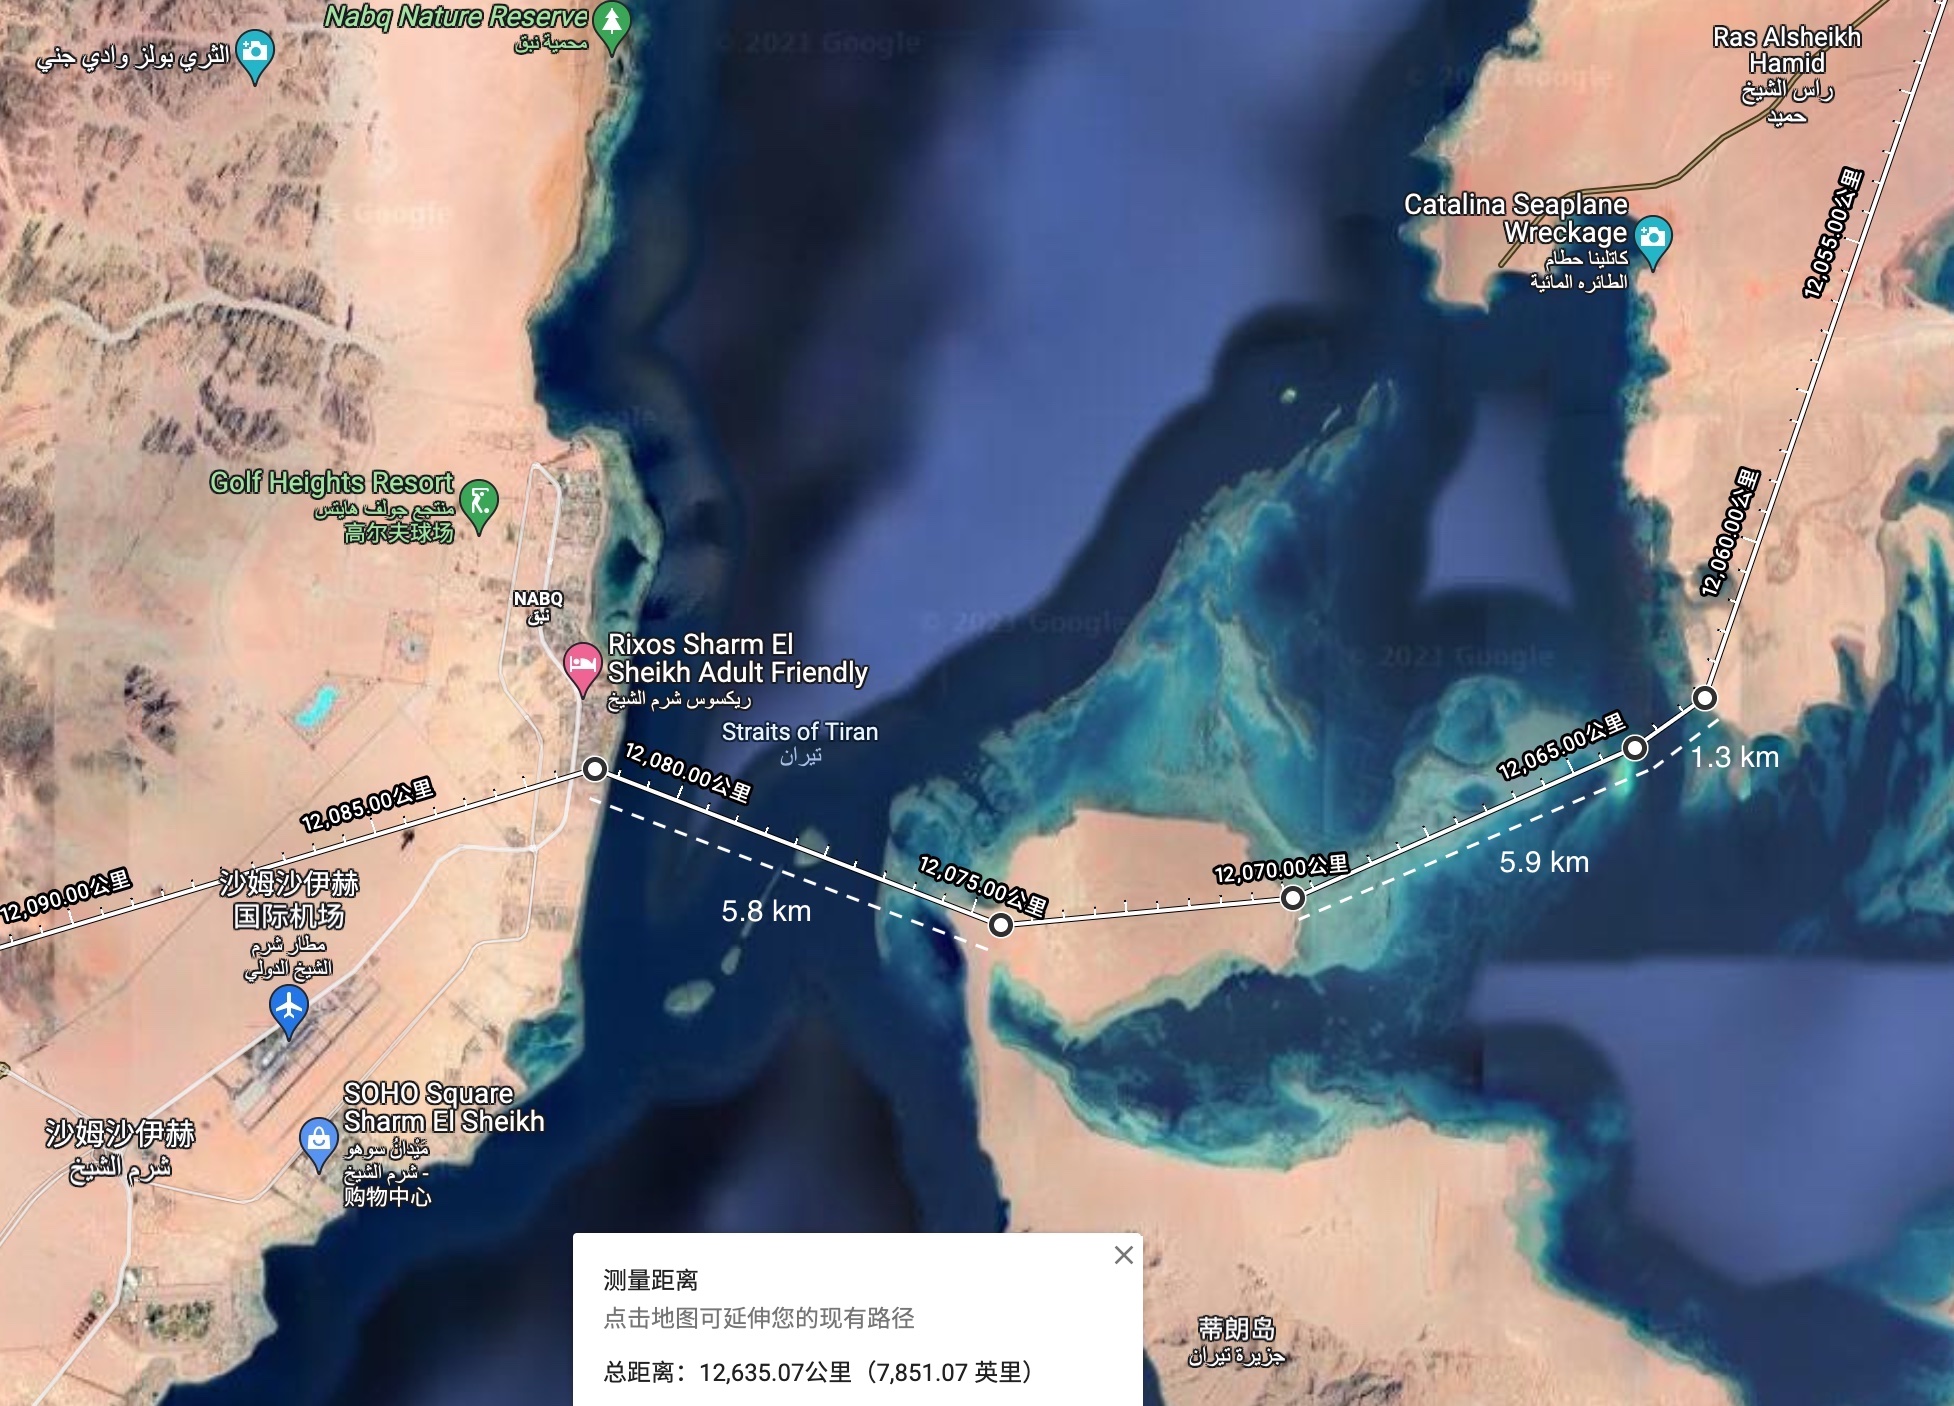 Nabq Nature Reserve
محمية نبق
© 2021 Google
الثري بولز وادي جني
Ras Alsheikh
Hamid
راس الشيخ
حميد
Google
Catalina Seaplane
Wreckage
كاتلينا حطام
الطائره المائية
12,055.00公里
Golf Heights Resort
منتجع جولف هايتس
高尔夫球场
12,060.00公里
NABQ
نبق
© 2021 Google
Rixos Sharm El
Sheikh Adult Friendly
ريكسوس شرم الشيخ
© 2021 Google
Straits of Tiran
تيران
12,065.00公里
1.3 km
12,080.00公里
12,085.00公里
5.9 km
12,070.00公里
12,075.00公里
5.8 km
12,090.00公里
沙姆沙伊赫
国际机场
مطار شرم
الشيخ الدولي
SOHO Square
Sharm El Sheikh
مَيْدانُ سوهو
- شرم الشيخ
购物中心
沙姆沙伊赫
شرم الشيخ
测量距离
点击地图可延伸您的现有路径
总距离：12,635.07公里（7,851.07 英里）
蒂朗岛
جزيرة تيران